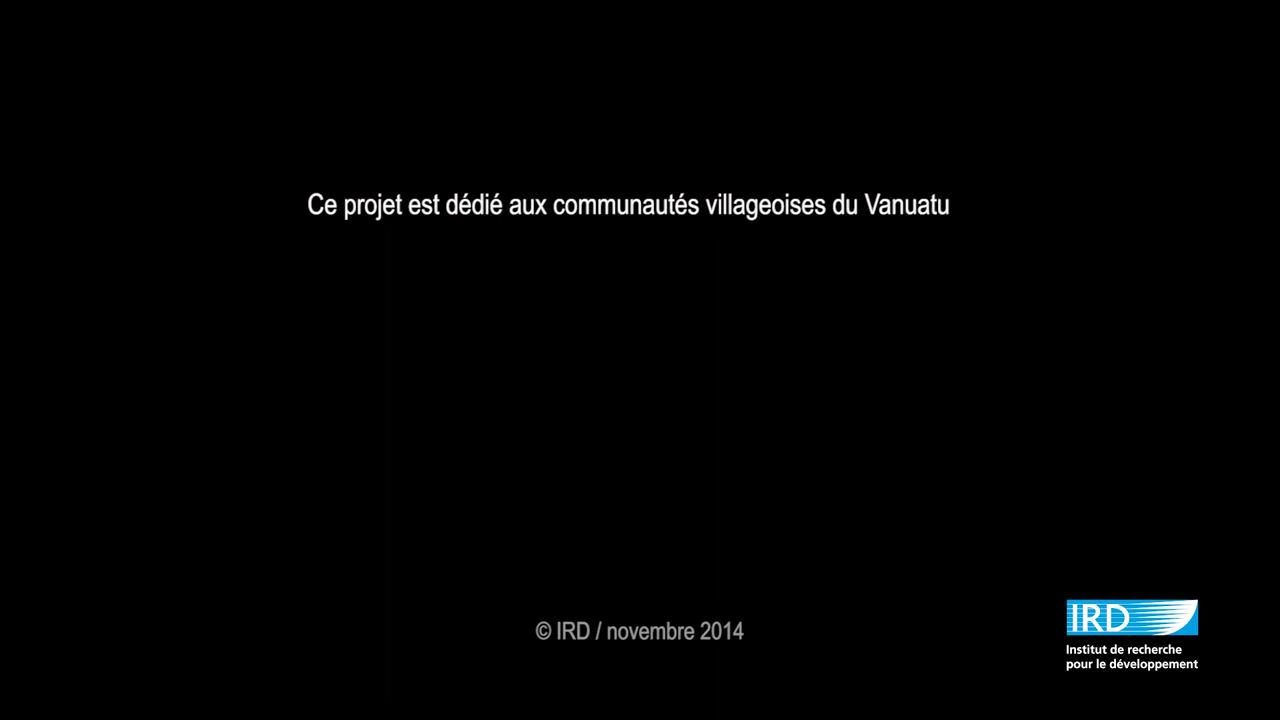 Ce projet est dédié aux communautés villageoises du Vanuatu
© IRD / novembre 2014
IRD
Institut de recherche
pour le développement